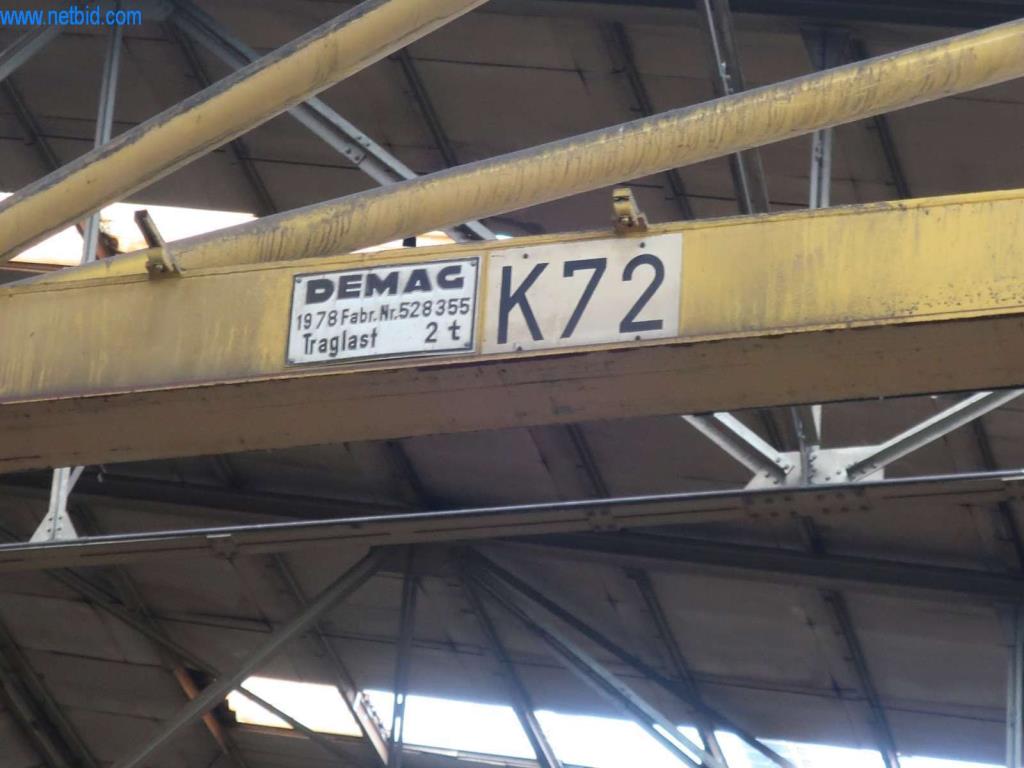 www.netbid.com
DEMAG
1978 Fabr.Nr.528355
Traglast 2 t
K72